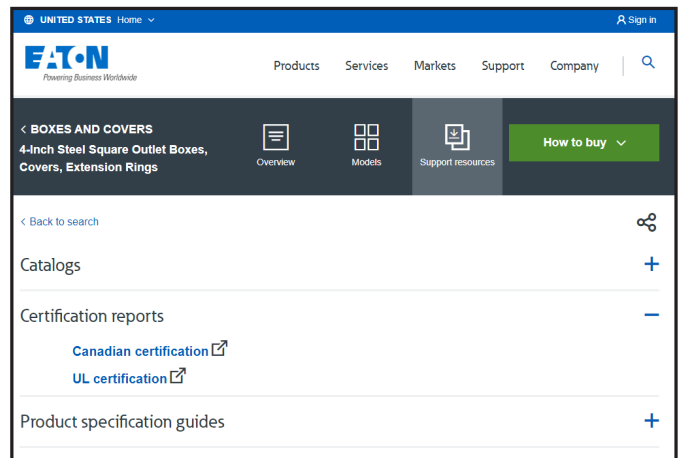 UNITED STATES Home
Sign in
EATON
Powering Business Worldwide
Products Services Markets Support Company
< BOXES AND COVERS
4-Inch Steel Square Outlet Boxes,
Covers, Extension Rings
Overview
Models
Support resources
How to buy
< Back to search
Catalogs
Certification reports
Canadian certification
UL certification
Product specification guides